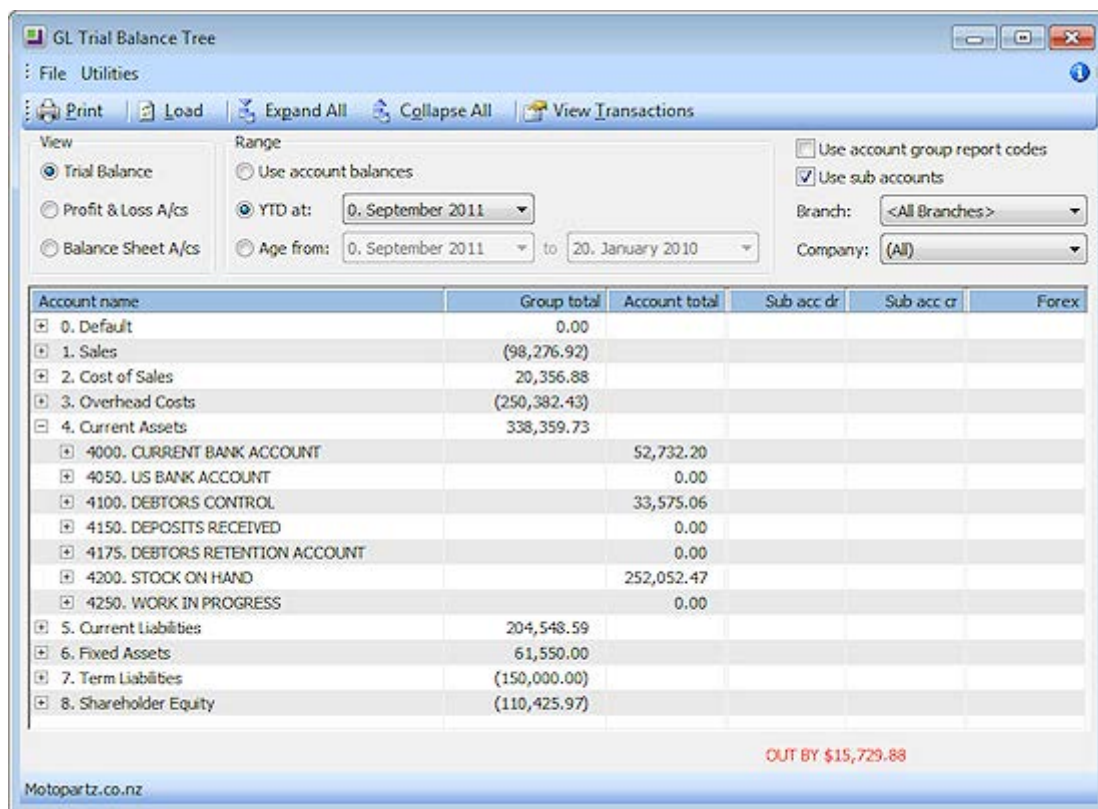 GL Trial Balance Tree
File Utilities
Print Load Expand All Collapse All View Transactions
View Range
Use account group report codes
Trial Balance Use account balances
Use sub accounts
Profit & Loss A/cs YTD at: 0. September 2011 Branch: <All Branches>
Balance Sheet A/cs Age from: 0. September 2011 to 20. January 2010 Company: (All)
Account name Group total Account total Sub acc dr Sub acc cr Forex
0. Default 0.00
1. Sales (98,276.92)
2. Cost of Sales 20,356.88
3. Overhead Costs (250,382.43)
4. Current Assets 338,359.73
4000. CURRENT BANK ACCOUNT 52,732.20
4050. US BANK ACCOUNT 0.00
4100. DEBTORS CONTROL 33,575.06
4150. DEPOSITS RECEIVED 0.00
4175. DEBTORS RETENTION ACCOUNT 0.00
4200. STOCK ON HAND 252,052.47
4250. WORK IN PROGRESS 0.00
5. Current Liabilities 204,548.59
6. Fixed Assets 61,550.00
7. Term Liabilities (150,000.00)
8. Shareholder Equity (110,425.97)
OUT BY $15,729.88
Motopartz.co.nz